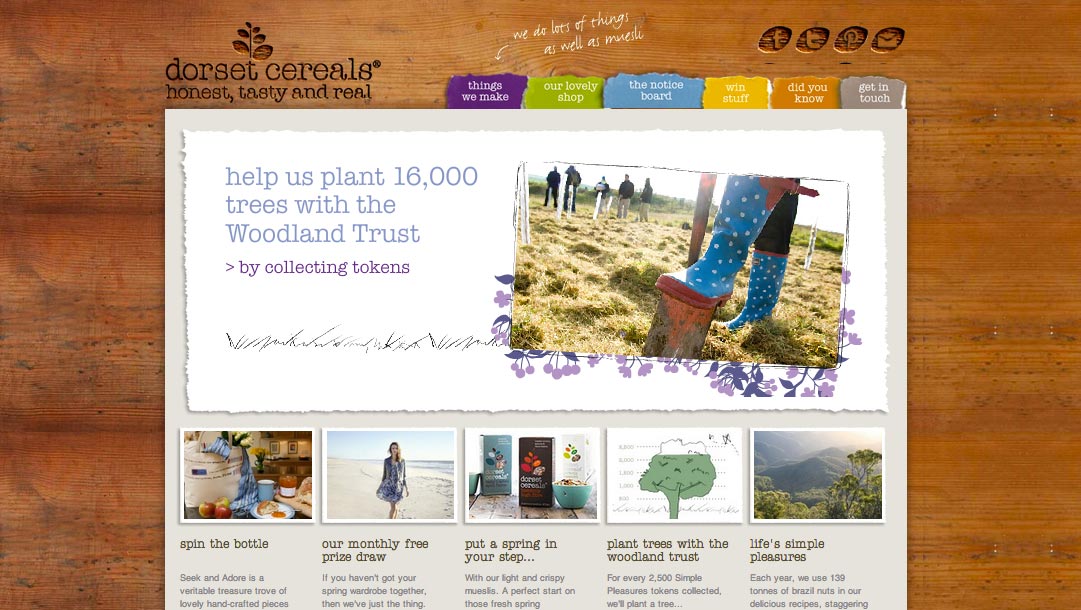 we do lots of things
as well as muesli
dorset cereals®
honest, tasty and real
things
we make
our lovely
shop
the notice
board
win
stuff
did you
know
get in
touch
help us plant 16,000
trees with the
Woodland Trust
> by collecting tokens
dorset
cereals
spin the bottle
Seek and Adore is a
veritable treasure trove of
lovely hand-crafted pieces
our monthly free
prize draw
If you haven't got your
spring wardrobe together,
then we've just the thing.
put a spring in
your step...
With our light and crispy
mueslis. A perfect start on
those fresh spring
plant trees with the
woodland trust
For every 2,500 Simple
Pleasures tokens collected,
we'll plant a tree...
life's simple
pleasures
Each year, we use 139
tonnes of brazil nuts in our
delicious recipes, staggering